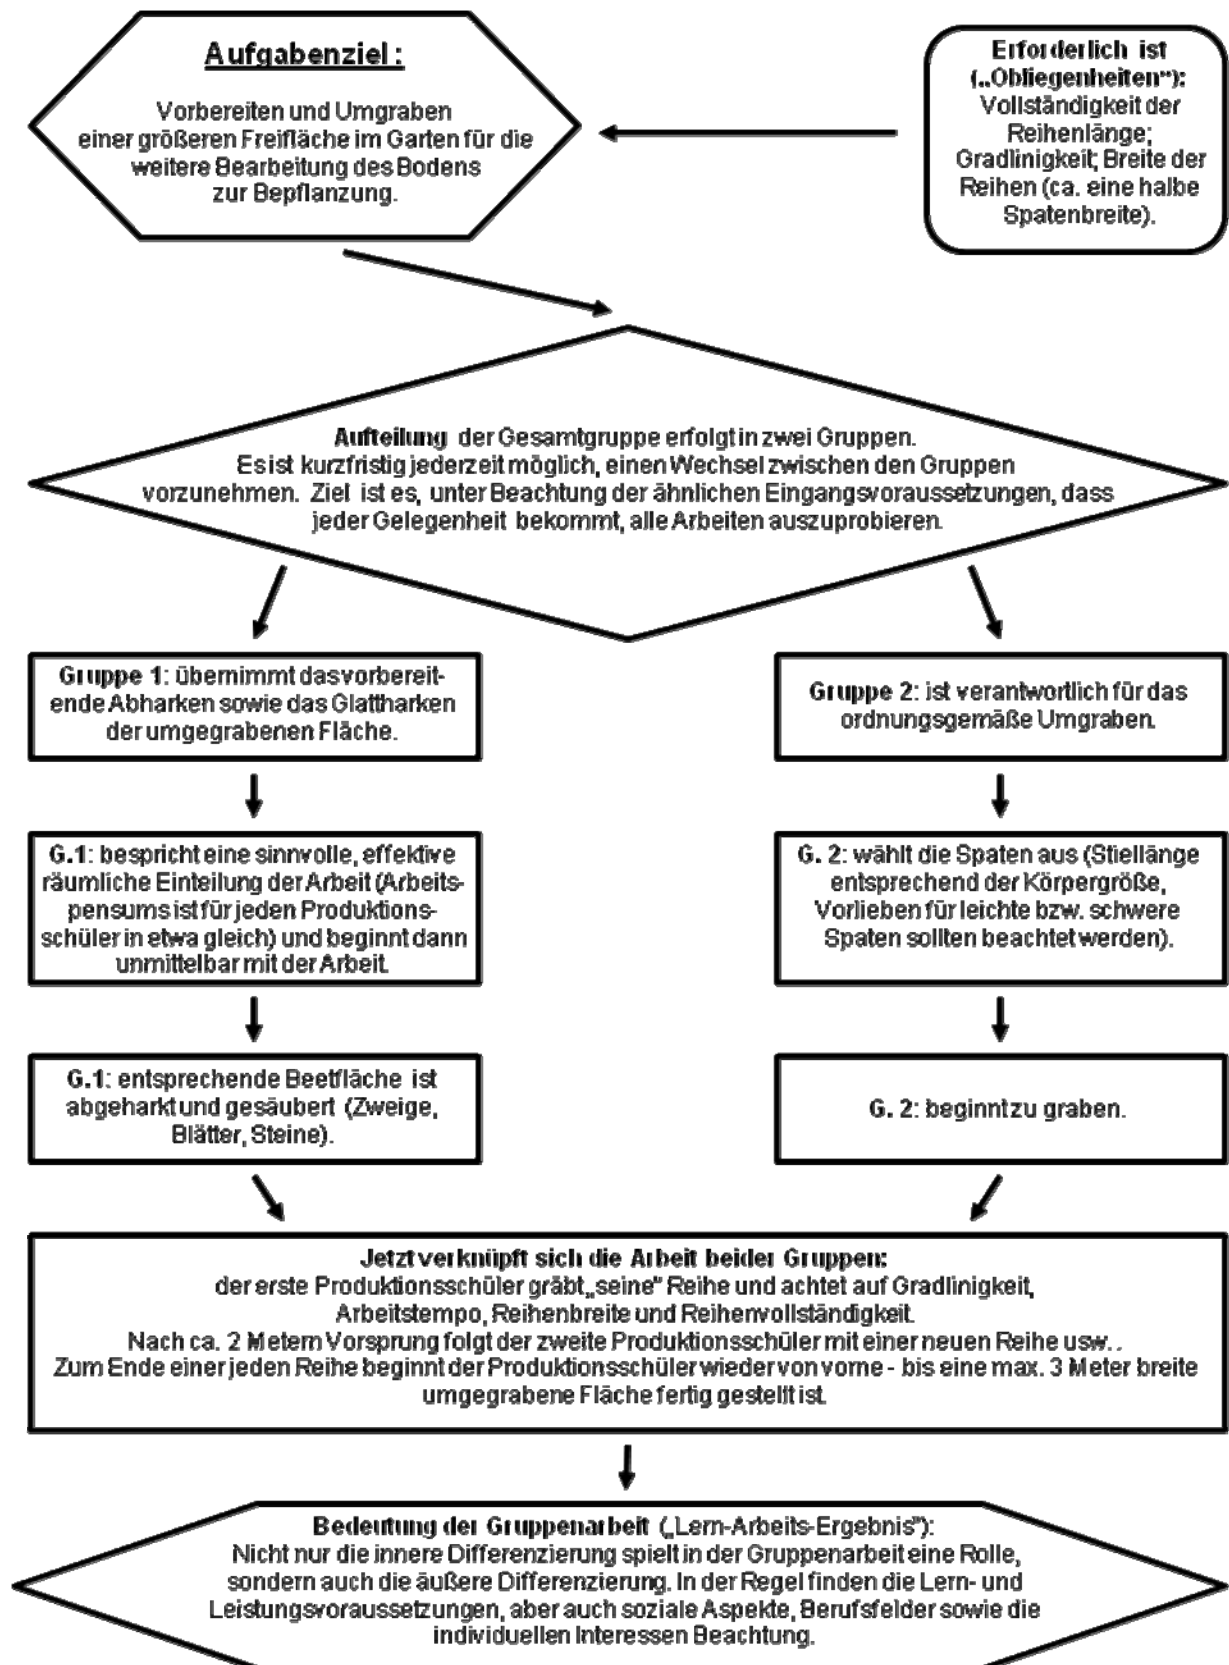 Aufgabenziel:
Vorbereiten und Umgraben
einer größeren Freifläche im Garten für die
weitere Bearbeitung des Bodens
zur Bepflanzung.
Erforderlich ist
(„Obliegenheiten“):
Vollständigkeit der
Reihenlänge;
Gradlinigkeit; Breite der
Reihen (ca. eine halbe
Spatenbreite).
Aufteilung der Gesamtgruppe erfolgt in zwei Gruppen.
Es ist kurzfristig jederzeit möglich, einen Wechsel zwischen den Gruppen
vorzunehmen. Ziel ist es, unter Beachtung der ähnlichen Eingangsvoraussetzungen, dass
jeder Gelegenheit bekommt, alle Arbeiten auszuprobieren.
Gruppe 1: übernimmt das vorbereit-
ende Abharken sowie das Glattharken
der umgegrabenen Fläche.
Gruppe 2: ist verantwortlich für das
ordnungsgemäße Umgraben.
G.1: bespricht eine sinnvolle, effektive
räumliche Einteilung der Arbeit (Arbeits-
pensums ist für jeden Produktions-
schüler in etwa gleich) und beginnt dann
unmittelbar mit der Arbeit.
G. 2: wählt die Spaten aus (Stiellänge
entsprechend der Körpergröße,
Vorlieben für leichte bzw. schwere
Spaten sollten beachtet werden).
G.1: entsprechende Beetfläche ist
abgeharkt und gesäubert (Zweige,
Blätter, Steine).
G. 2: beginnt zu graben.
Jetzt verknüpft sich die Arbeit beider Gruppen:
der erste Produktionsschüler gräbt „seine“ Reihe und achtet auf Gradlinigkeit,
Arbeitstempo, Reihenbreite und Reihenvollständigkeit.
Nach ca. 2 Metern Vorsprung folgt der zweite Produktionsschüler mit einer neuen Reihe usw..
Zum Ende einer jeden Reihe beginnt der Produktionsschüler wieder von vorne - bis eine max. 3 Meter breite
umgegrabene Fläche fertig gestellt ist.
Bedeutung der Gruppenarbeit („Lern-Arbeits-Ergebnis“):
Nicht nur die innere Differenzierung spielt in der Gruppenarbeit eine Rolle,
sondern auch die äußere Differenzierung. In der Regel finden die Lern- und
Leistungsvoraussetzungen, aber auch soziale Aspekte, Berufsfelder sowie die
individuellen Interessen Beachtung.